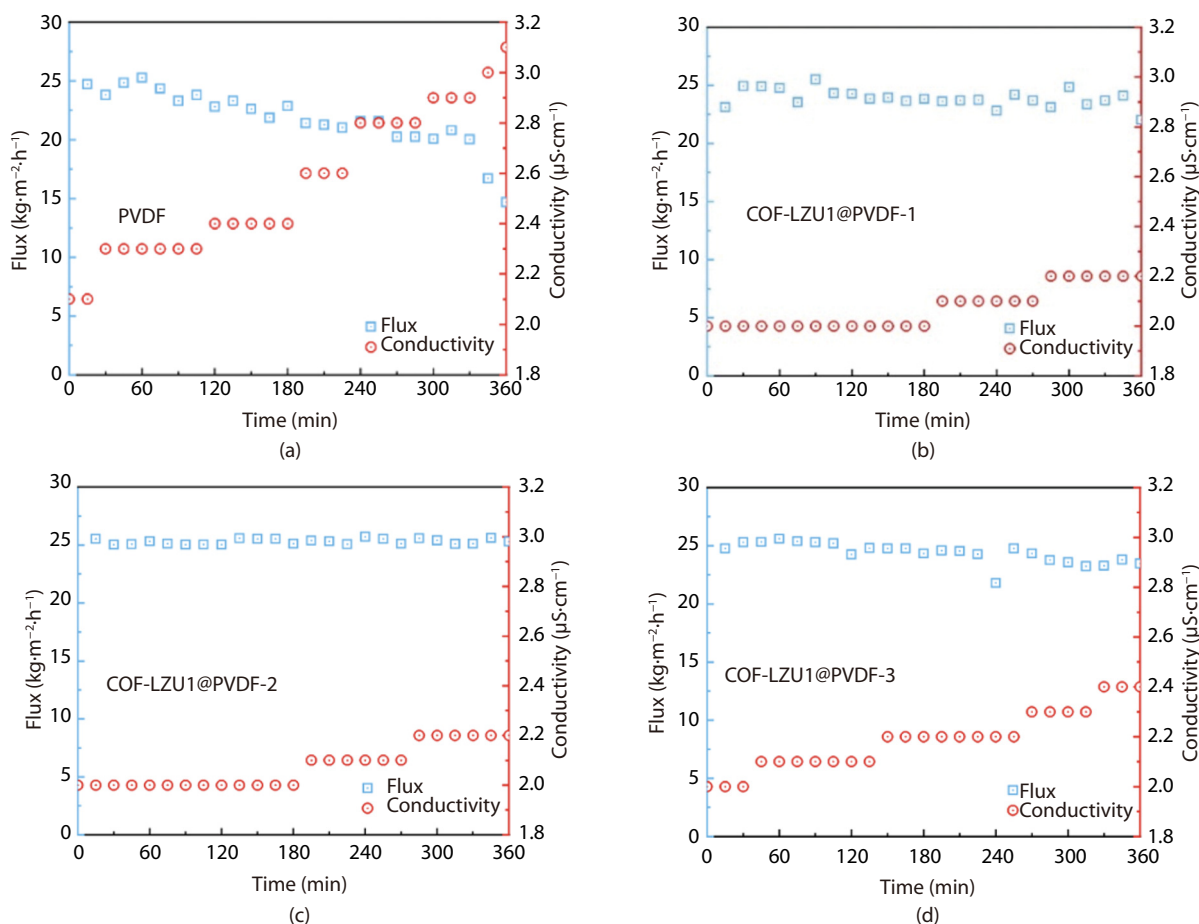 30
25
20
15
10
5
0
Flux (kg·m⁻²·h⁻¹)
PVDF
Flux
Conductivity
3.2
3.0
2.8
2.6
2.4
2.2
2.0
1.8
Conductivity (µS·cm⁻¹)
0 60 120 180 240 300 360
Time (min)
(a)
30
25
20
15
10
5
0
Flux (kg·m⁻²·h⁻¹)
COF-LZU1@PVDF-1
Flux
Conductivity
3.2
3.0
2.8
2.6
2.4
2.2
2.0
1.8
Conductivity (µS·cm⁻¹)
0 60 120 180 240 300 360
Time (min)
(b)
30
25
20
15
10
5
0
Flux (kg·m⁻²·h⁻¹)
COF-LZU1@PVDF-2
Flux
Conductivity
3.2
3.0
2.8
2.6
2.4
2.2
2.0
1.8
Conductivity (µS·cm⁻¹)
0 60 120 180 240 300 360
Time (min)
(c)
30
25
20
15
10
5
0
Flux (kg·m⁻²·h⁻¹)
COF-LZU1@PVDF-3
Flux
Conductivity
3.2
3.0
2.8
2.6
2.4
2.2
2.0
1.8
Conductivity (µS·cm⁻¹)
0 60 120 180 240 300 360
Time (min)
(d)